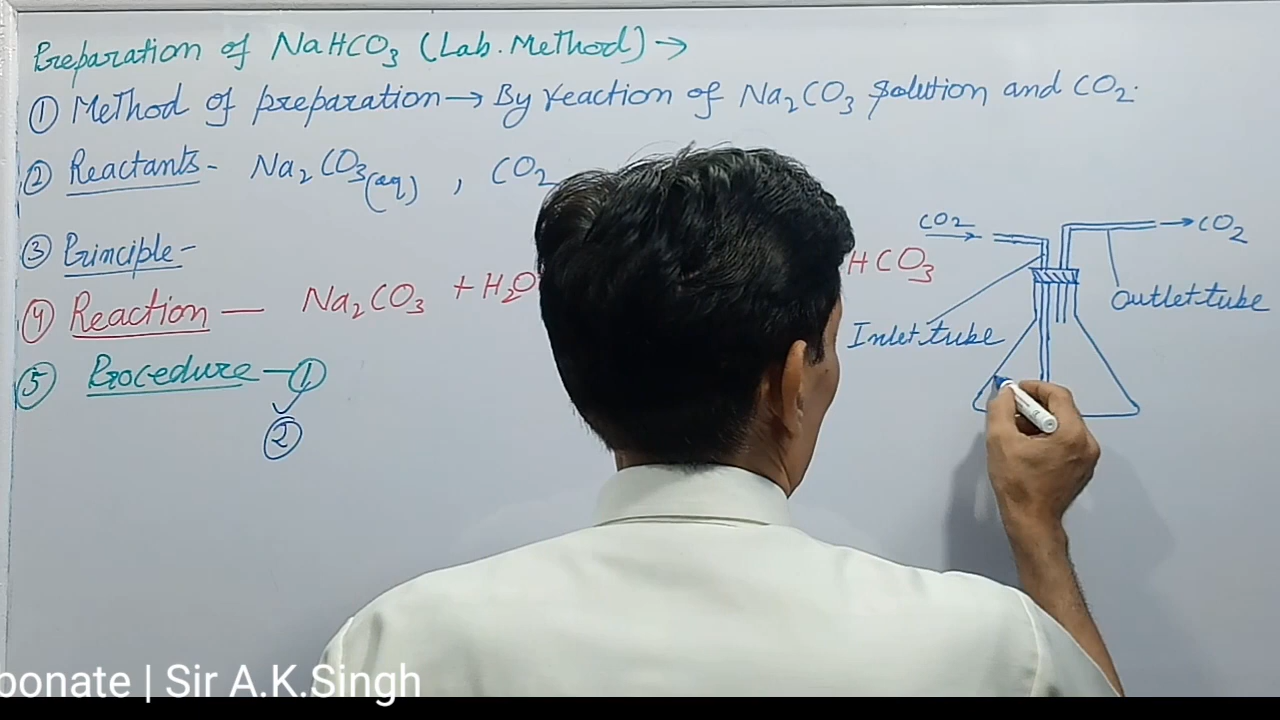 Preparation of NaHCO3 (Lab. Method) →
① Method of preparation → By reaction of Na2CO3 solution and CO2.
② Reactants - Na2CO3(aq) , CO2
③ Principle -
④ Reaction — Na2CO3 + H2O HCO3
⑤ Procedure - ①
②
CO2 → CO2
Outlet tube
Inlet tube
bonate | Sir A.K.Singh